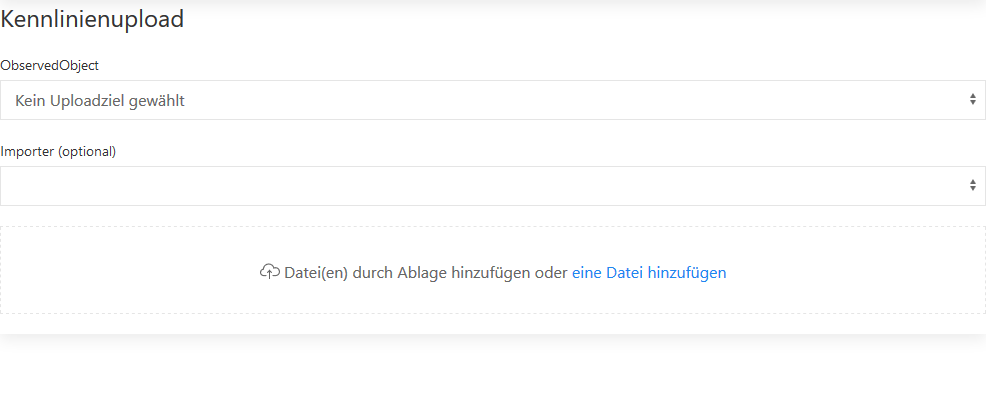 Kennlinienupload
ObservedObject
Kein Uploadziel gewählt
Importer (optional)
Datei(en) durch Ablage hinzufügen oder eine Datei hinzufügen